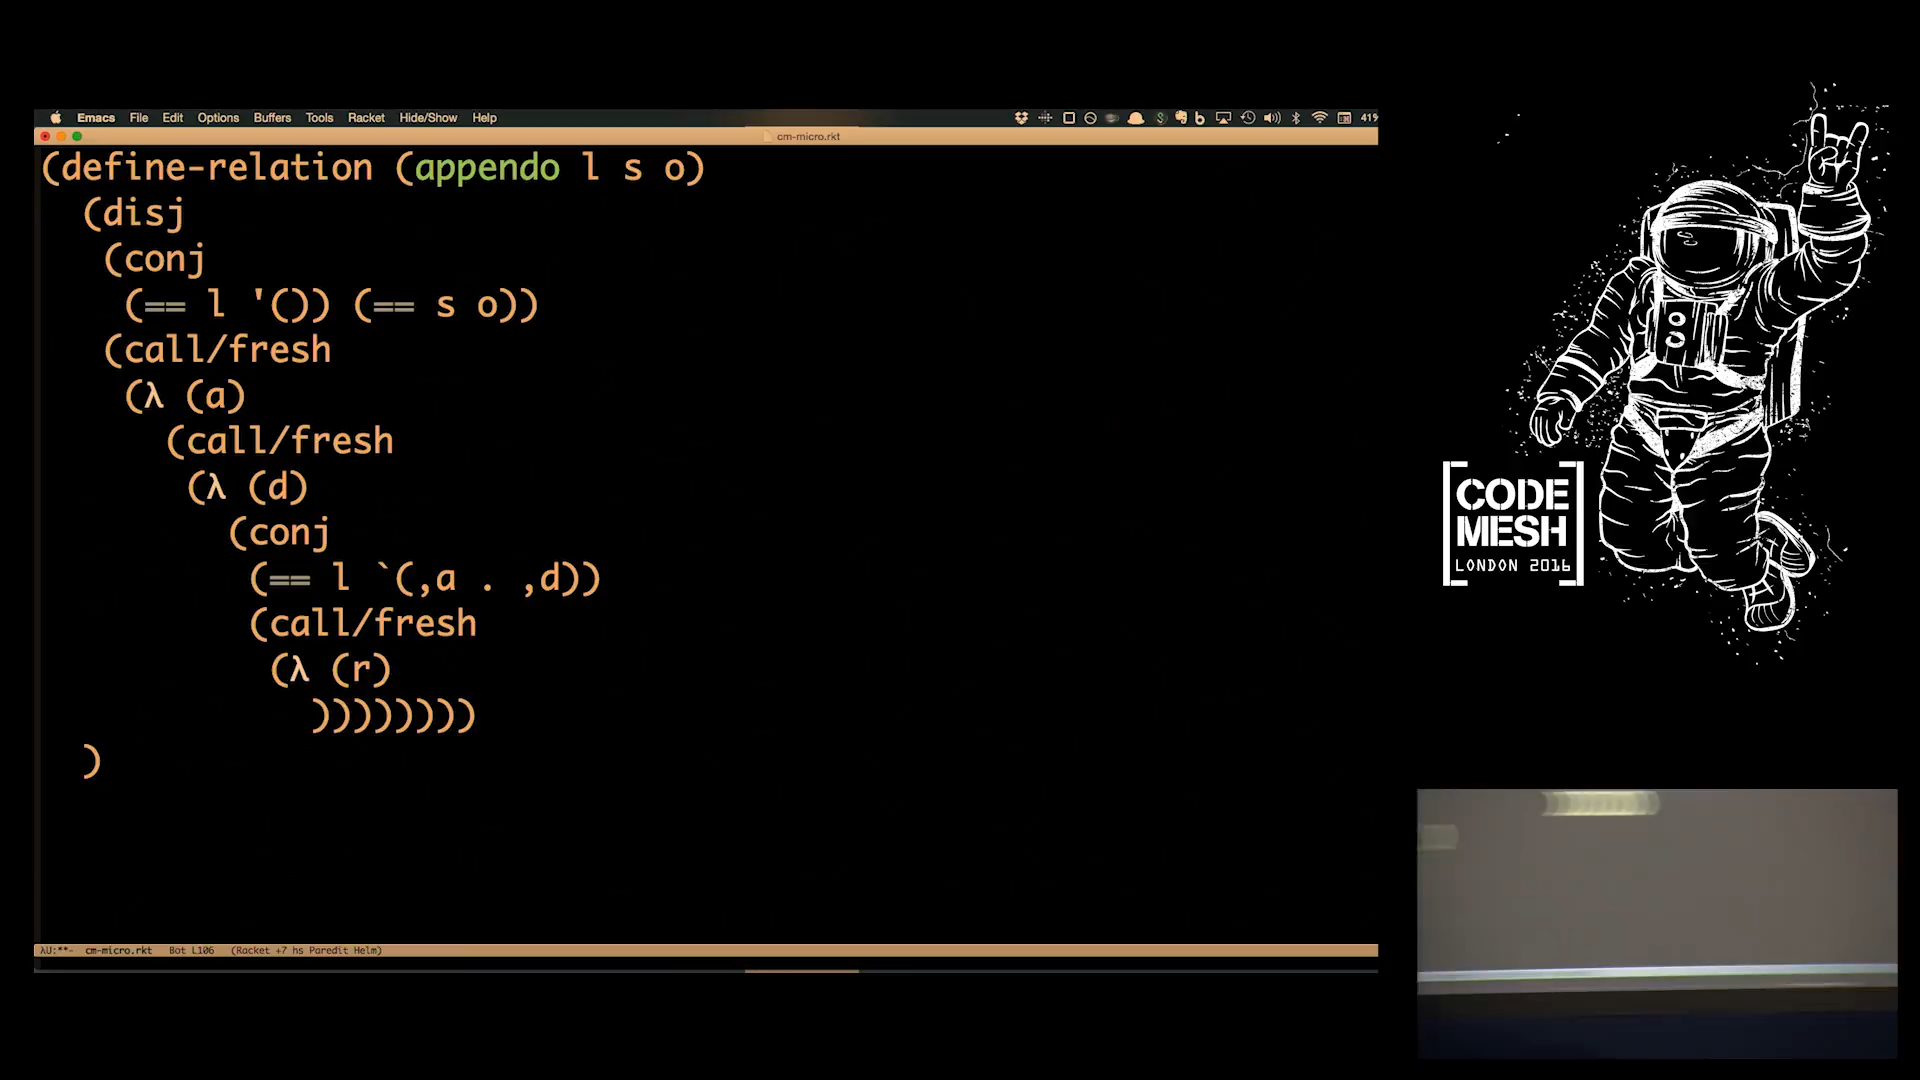 Emacs File Edit Options Buffers Tools Racket Hide/Show Help 41%
cm-micro.rkt
(define-relation (appendo l s o)
(disj
(conj
(== l '()) (== s o))
(call/fresh
(λ (a)
(call/fresh
(λ (d)
(conj
(== l `(,a . ,d))
(call/fresh
(λ (r)
))))))))
)
λU:**- cm-micro.rkt Bot L106 (Racket +7 hs Paredit Helm)
CODE
MESH
LONDON 2016